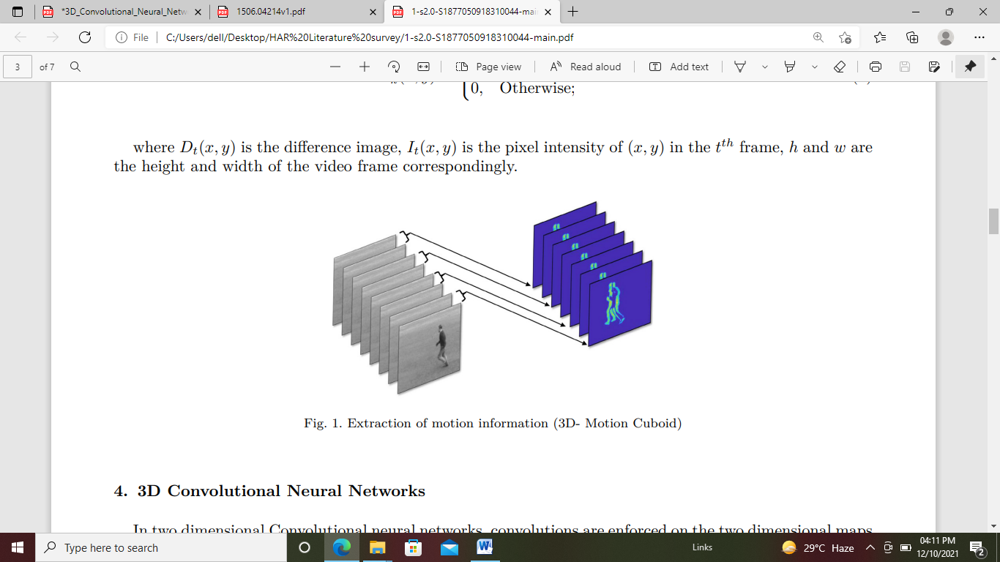 *3D_Convolutional_Neural_Netw
1506.04214v1.pdf
1-s2.0-S1877050918310044-mai
File C:/Users/dell/Desktop/HAR%20Literature%20survey/1-s2.0-S1877050918310044-main.pdf
3 of 7 Page view Read aloud Add text
0, Otherwise;
where Dt(x, y) is the difference image, It(x, y) is the pixel intensity of (x, y) in the tth frame, h and w are
the height and width of the video frame correspondingly.
Fig. 1. Extraction of motion information (3D- Motion Cuboid)
4. 3D Convolutional Neural Networks
In two dimensional Convolutional neural networks, convolutions are enforced on the two dimensional maps
Type here to search
Links
29°C Haze
04:11 PM
12/10/2021
2